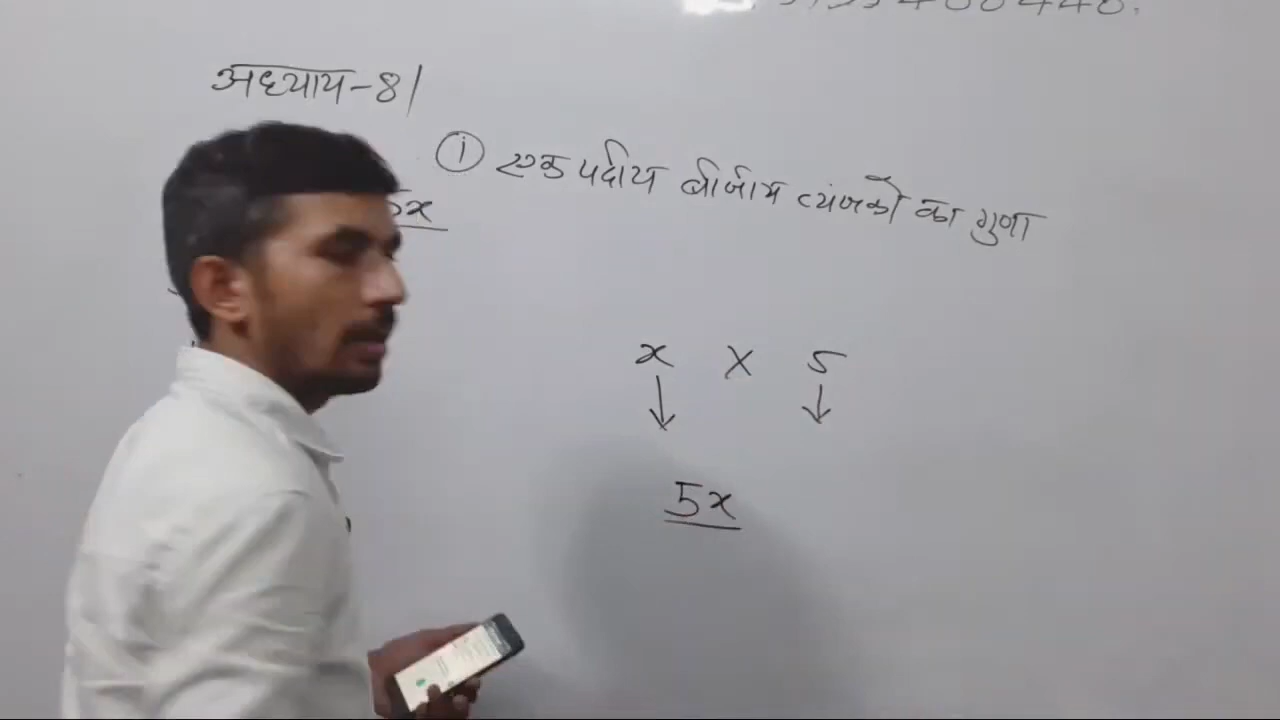 अध्याय-8/
① एक पदीय बीजीय व्यंजकों का गुणा
5x
x × 5
↓ ↓
5x